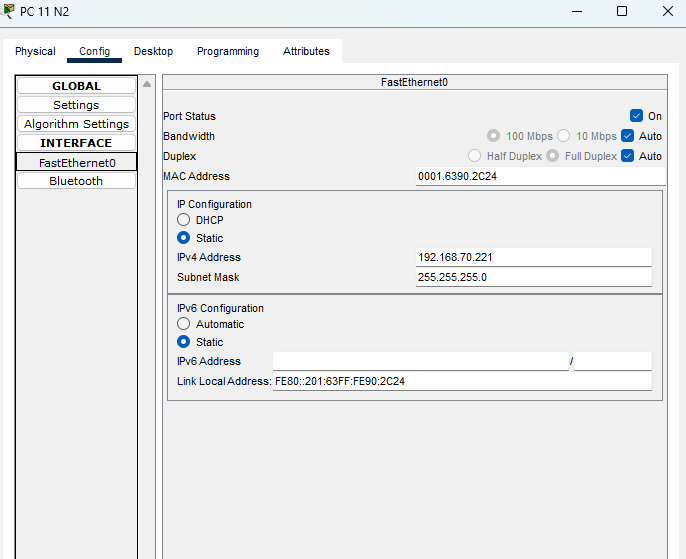 PC 11 N2
Physical Config Desktop Programming Attributes
GLOBAL
Settings
Algorithm Settings
INTERFACE
FastEthernet0
Bluetooth
FastEthernet0
Port Status On
Bandwidth 100 Mbps 10 Mbps Auto
Duplex Half Duplex Full Duplex Auto
MAC Address 0001.6390.2C24
IP Configuration
DHCP
Static
IPv4 Address 192.168.70.221
Subnet Mask 255.255.255.0
IPv6 Configuration
Automatic
Static
IPv6 Address /
Link Local Address: FE80::201:63FF:FE90:2C24